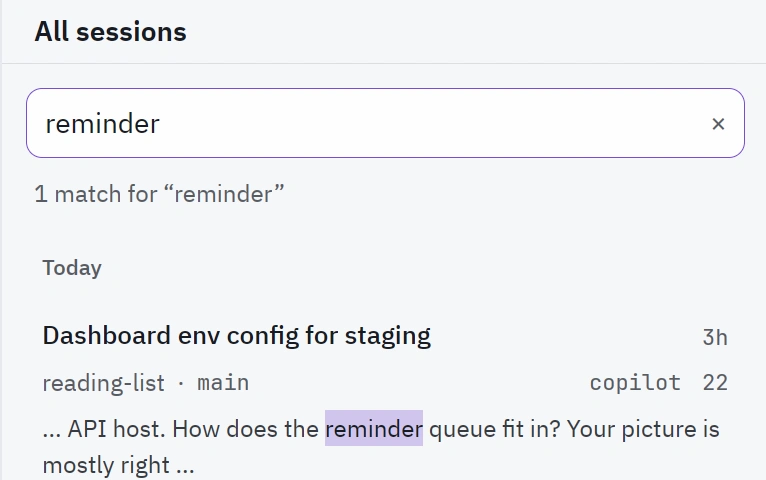 All sessions
reminder ×
1 match for “reminder”
Today
Dashboard env config for staging 3h
reading-list · main copilot 22
... API host. How does the reminder queue fit in? Your picture is
mostly right ...